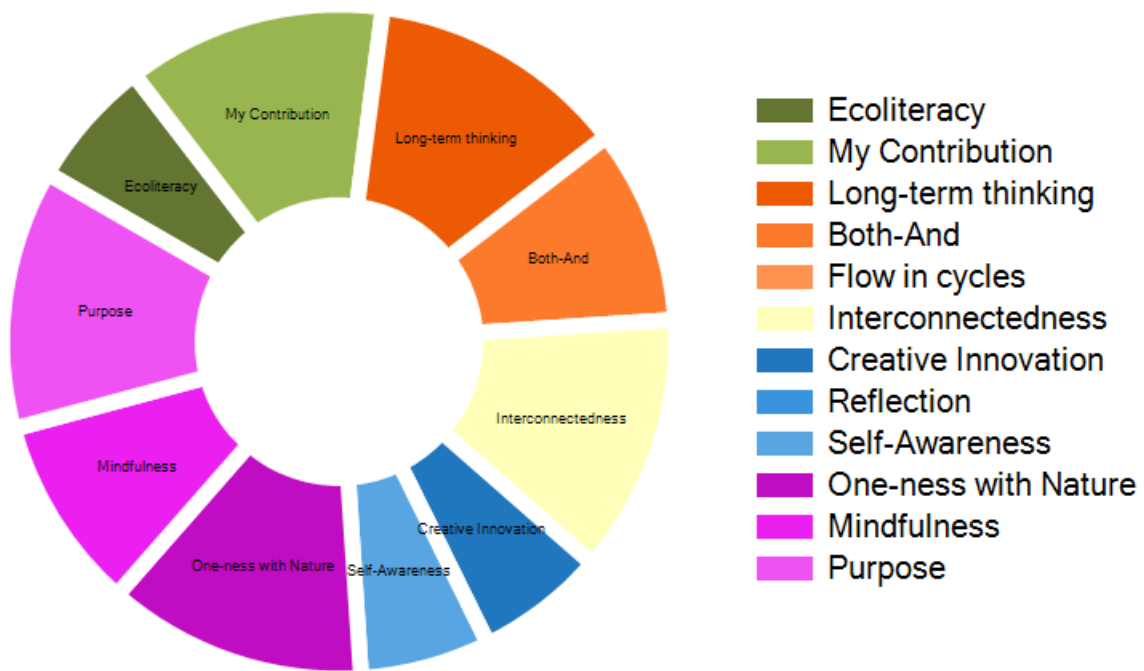 My Contribution
Long-term thinking
Ecoliteracy
Both-And
Purpose
Interconnectedness
Mindfulness
Creative Innovation
One-ness with Nature
Self-Awareness
Ecoliteracy
My Contribution
Long-term thinking
Both-And
Flow in cycles
Interconnectedness
Creative Innovation
Reflection
Self-Awareness
One-ness with Nature
Mindfulness
Purpose